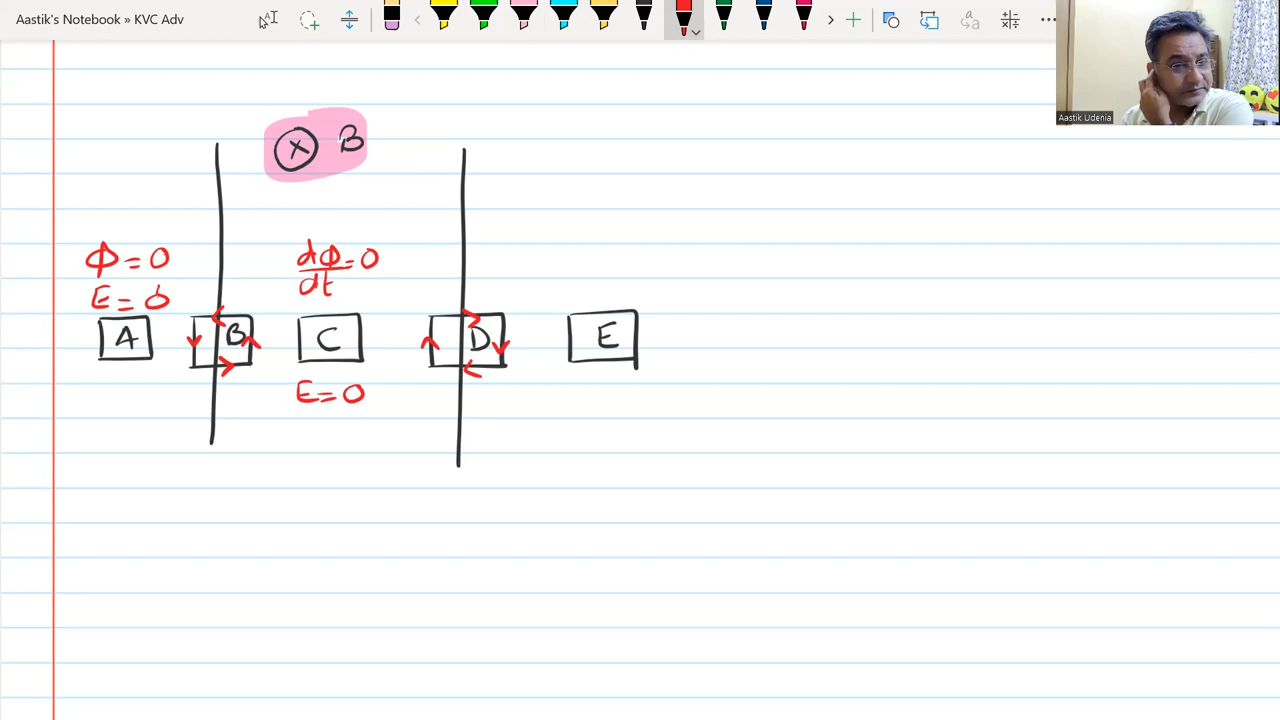 Aastik's Notebook » KVC Adv
Aastik Udenia
ⓧ B
Φ = 0
E = 0
dΦ/dt = 0
A
B
C
D
E
E = 0